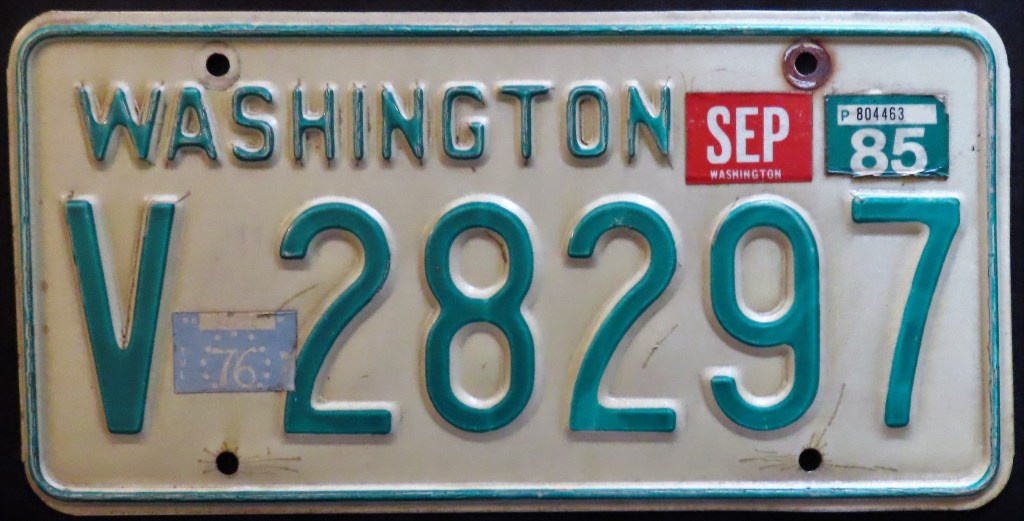 WASHINGTON
SEP
WASHINGTON
P 804463
85
V 28297
76